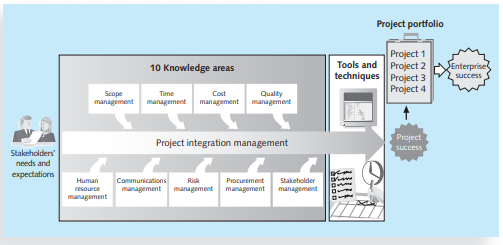 Project portfolio
Project 1
Project 2
Project 3
Project 4
Enterprise
success
10 Knowledge areas
Tools and
techniques
Scope
management
Time
management
Cost
management
Quality
management
Project integration management
Project
success
Stakeholders'
needs and
expectations
Human
resource
management
Communications
management
Risk
management
Procurement
management
Stakeholder
management